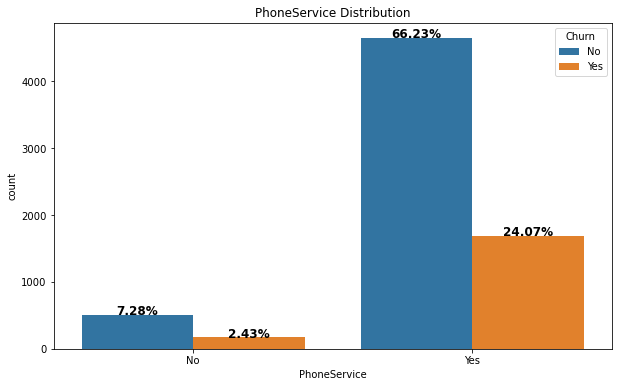 PhoneService Distribution
66.23%
Churn
No
Yes
4000
3000
count
2000
24.07%
1000
7.28%
2.43%
0
No
Yes
PhoneService